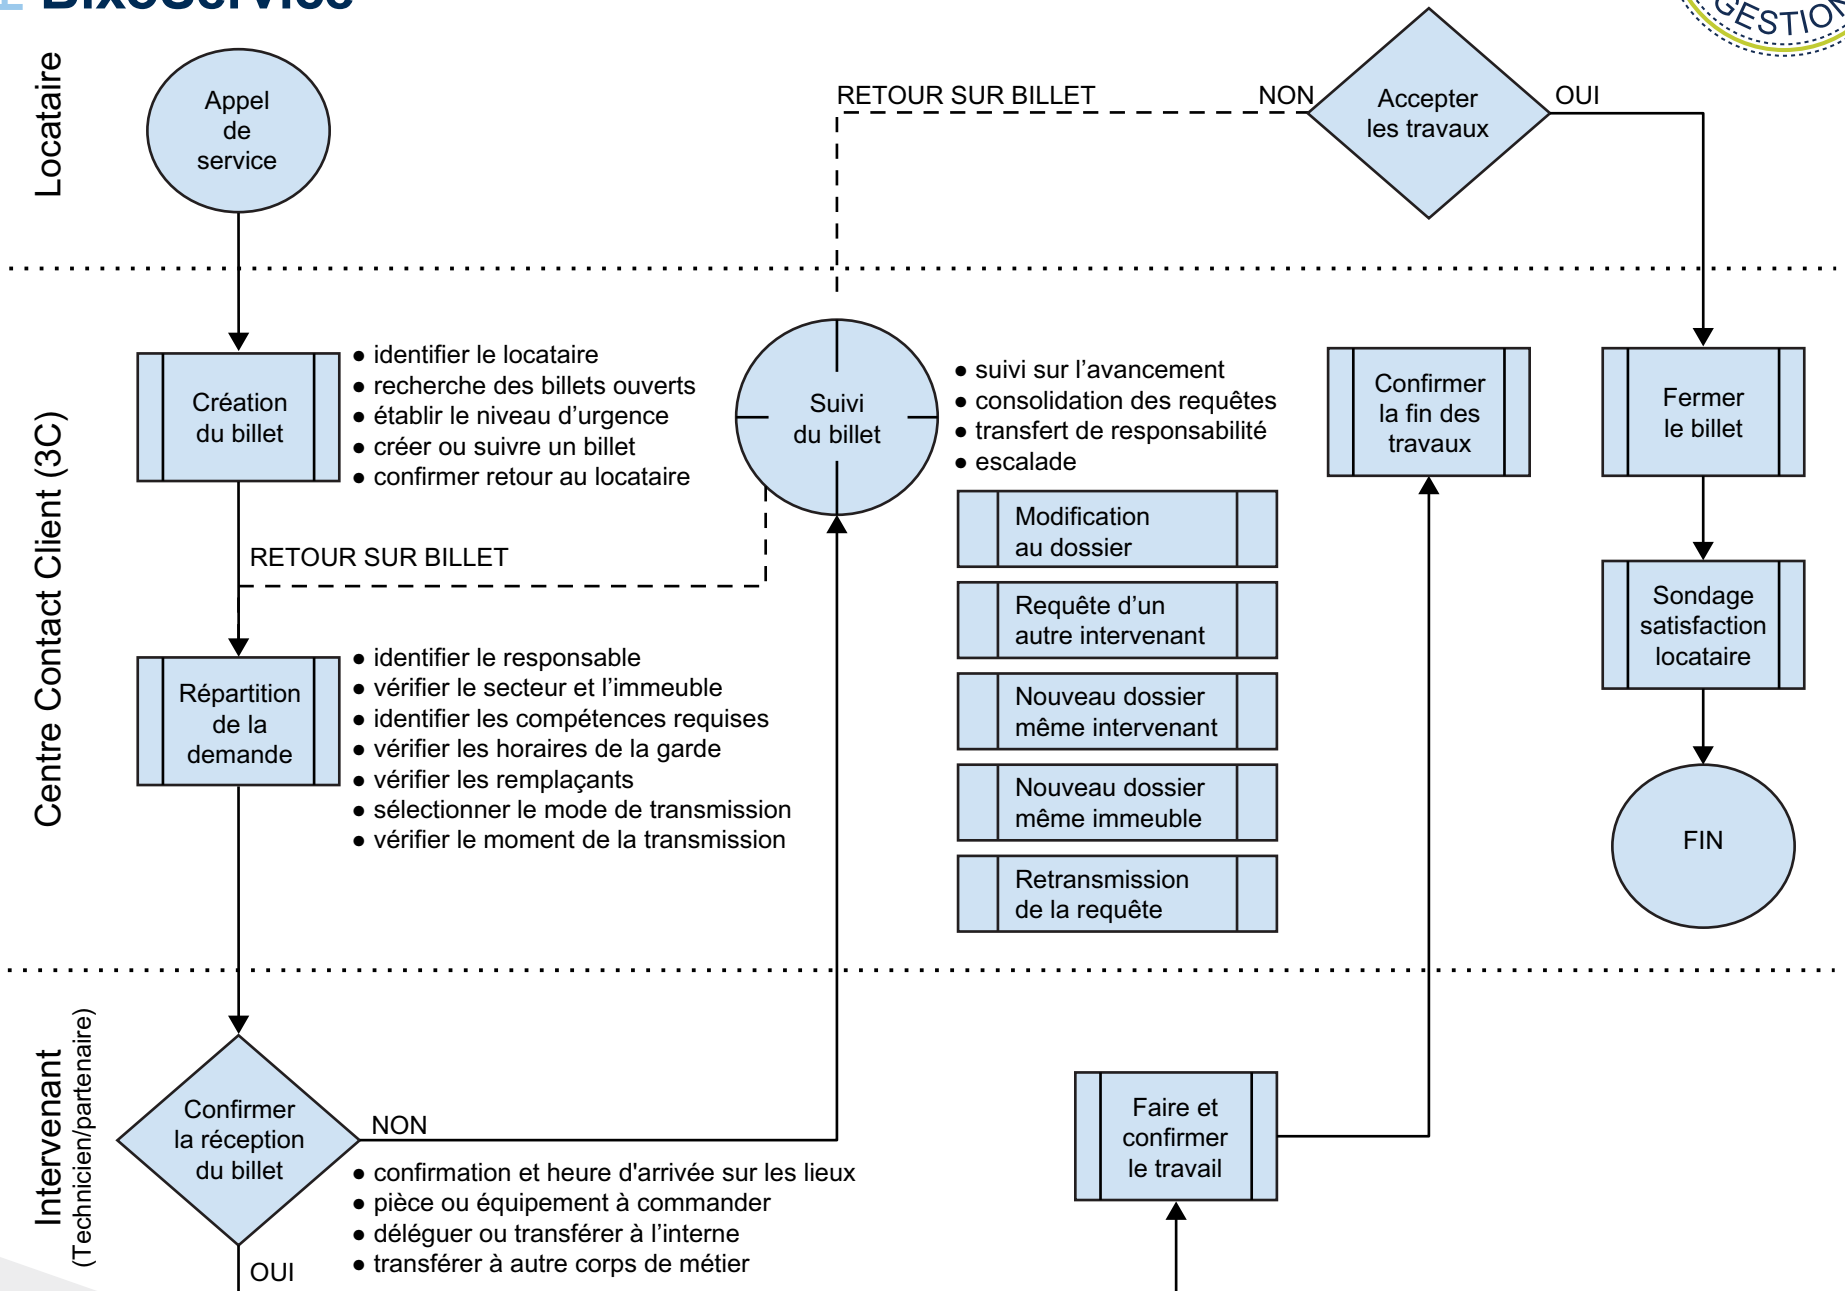 BixoService
GESTION
Locataire
Appel
de
service
RETOUR SUR BILLET
NON
Accepter
les travaux
OUI
Centre Contact Client (3C)
Création
du billet
● identifier le locataire
● recherche des billets ouverts
● établir le niveau d’urgence
● créer ou suivre un billet
● confirmer retour au locataire
Suivi
du billet
● suivi sur l’avancement
● consolidation des requêtes
● transfert de responsabilité
● escalade
Confirmer
la fin des
travaux
Fermer
le billet
Modification
au dossier
RETOUR SUR BILLET
Requête d’un
autre intervenant
Sondage
satisfaction
locataire
Répartition
de la
demande
● identifier le responsable
● vérifier le secteur et l’immeuble
● identifier les compétences requises
● vérifier les horaires de la garde
● vérifier les remplaçants
● sélectionner le mode de transmission
● vérifier le moment de la transmission
Nouveau dossier
même intervenant
Nouveau dossier
même immeuble
Retransmission
de la requête
FIN
Intervenant
(Technicien/partenaire)
Confirmer
la réception
du billet
NON
● confirmation et heure d'arrivée sur les lieux
● pièce ou équipement à commander
● déléguer ou transférer à l’interne
● transférer à autre corps de métier
OUI
Faire et
confirmer
le travail